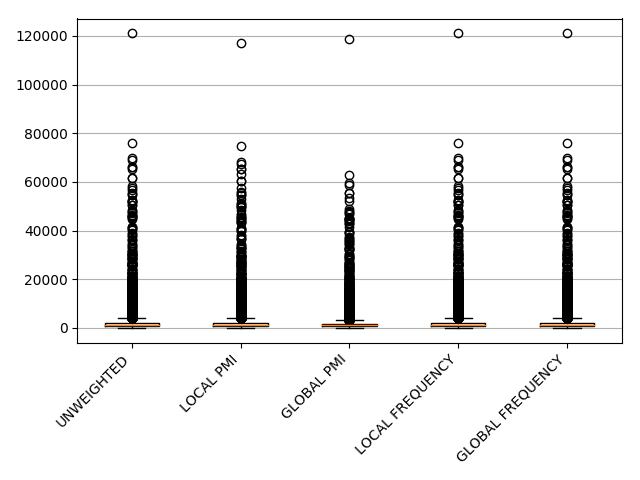 120000
100000
80000
60000
40000
20000
0
UNWEIGHTED
LOCAL PMI
GLOBAL PMI
LOCAL FREQUENCY
GLOBAL FREQUENCY